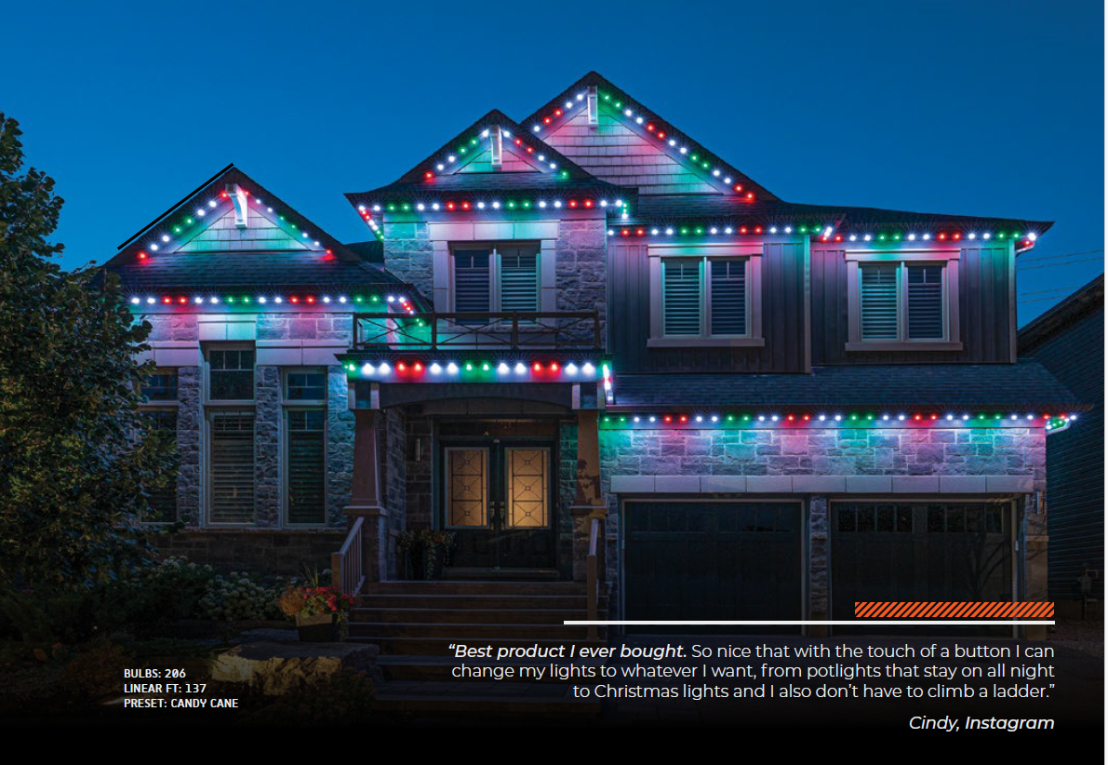 BULBS: 206
LINEAR FT: 137
PRESET: CANDY CANE
“Best product I ever bought. So nice that with the touch of a button I can
change my lights to whatever I want, from potlights that stay on all night
to Christmas lights and I also don’t have to climb a ladder.”
Cindy, Instagram